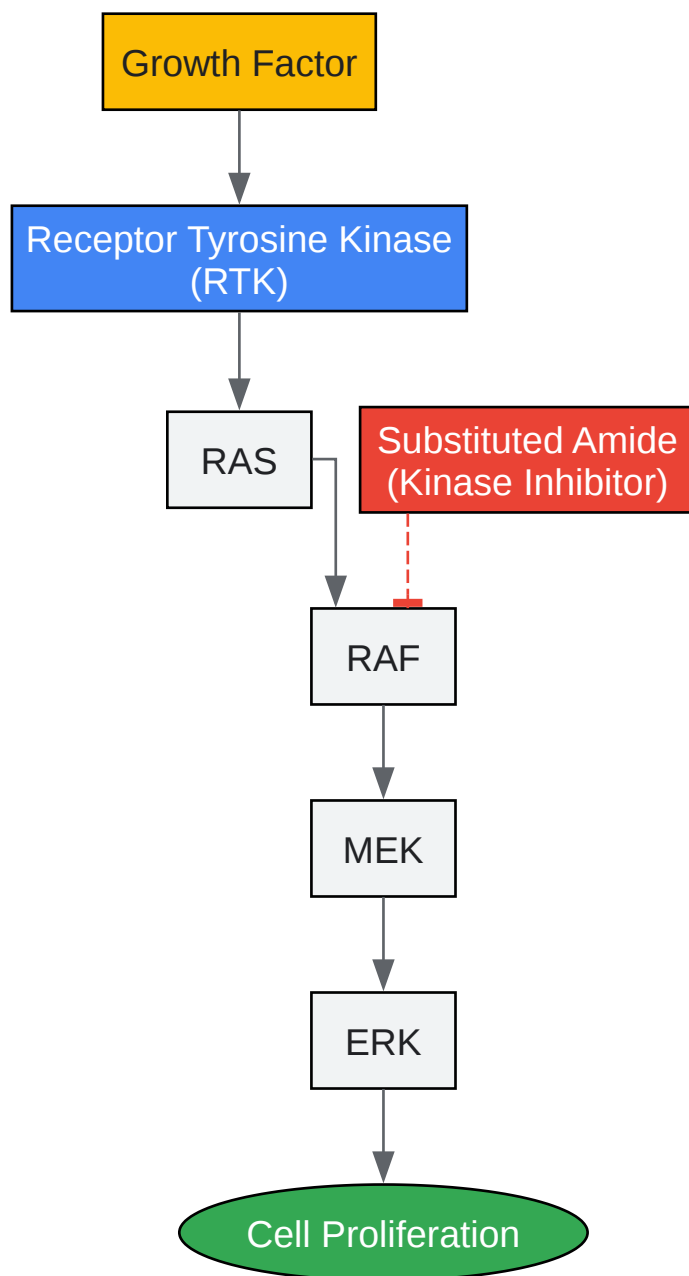 Growth Factor
Receptor Tyrosine Kinase
(RTK)
RAS
Substituted Amide
(Kinase Inhibitor)
RAF
MEK
ERK
Cell Proliferation